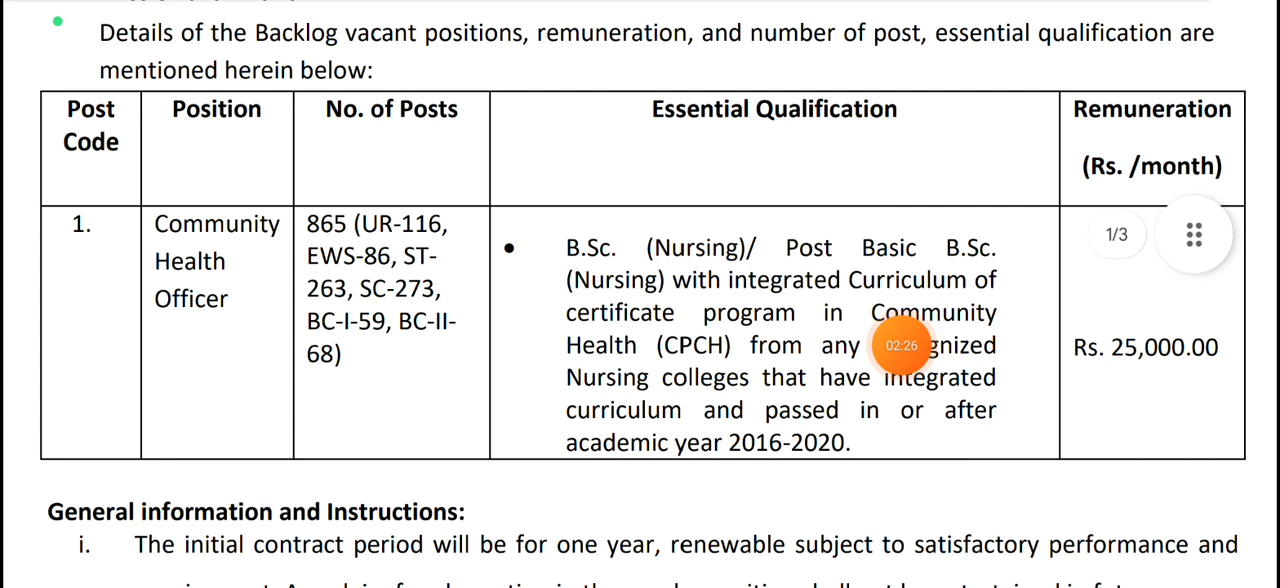 Details of the Backlog vacant positions, remuneration, and number of post, essential qualification are
mentioned herein below:
Post
Code
Position
No. of Posts
Essential Qualification
Remuneration
(Rs. /month)
1.
Community
Health
Officer
865 (UR-116,
EWS-86, ST-
263, SC-273,
BC-I-59, BC-II-
68)
• B.Sc. (Nursing)/ Post Basic B.Sc.
(Nursing) with integrated Curriculum of
certificate program in Community
Health (CPCH) from any
Nursing colleges that have integrated
curriculum and passed in or after
academic year 2016-2020.
1/3
02:26
Rs. 25,000.00
General information and Instructions:
i. The initial contract period will be for one year, renewable subject to satisfactory performance and